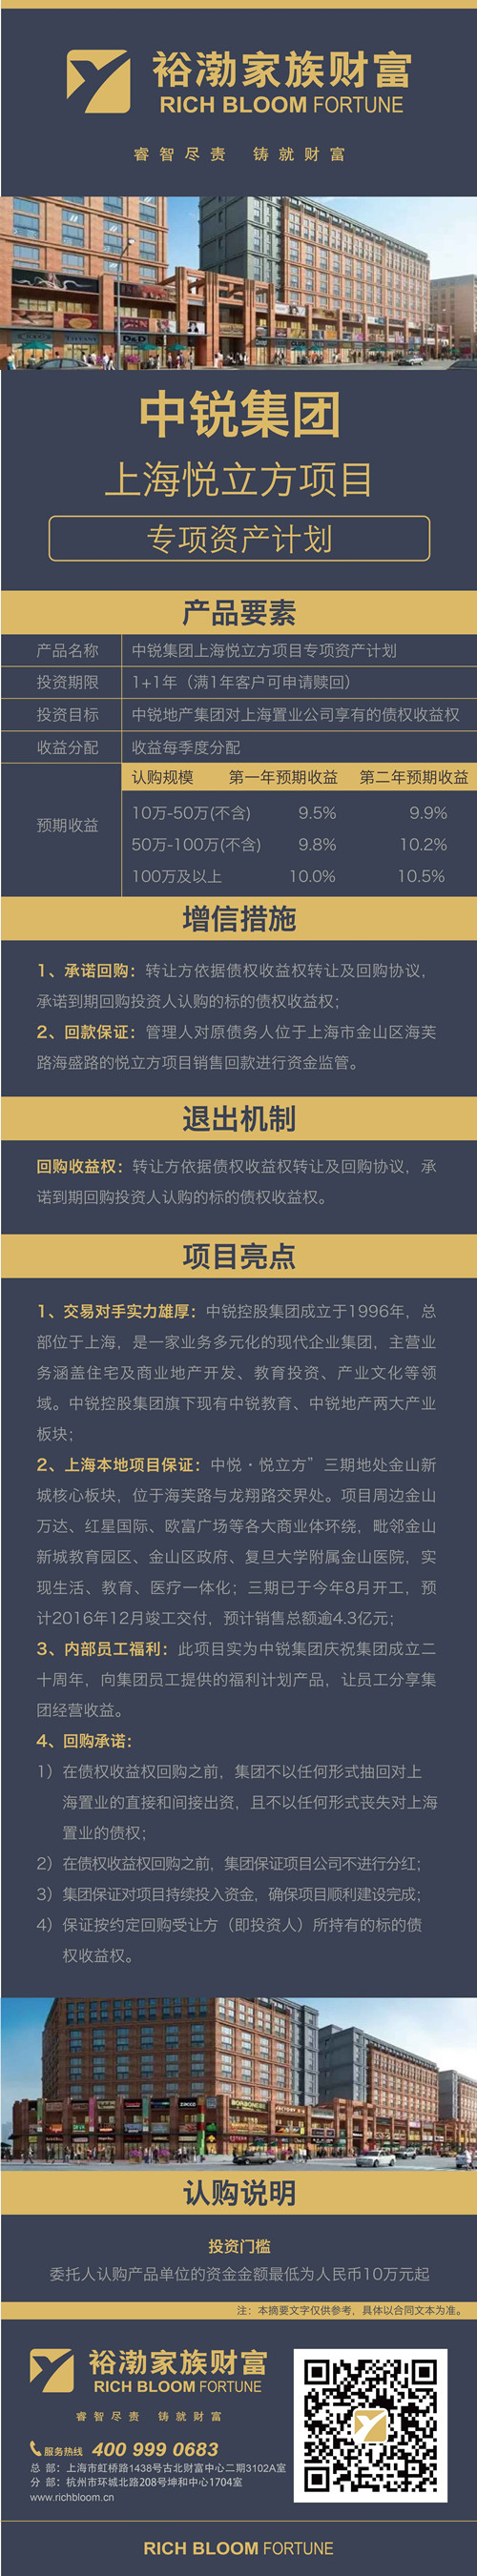 裕渤家族财富
RICH BLOOM FORTUNE
睿智尽责 铸就财富
D&D
中锐集团
上海悦立方项目
专项资产计划
产品要素
产品名称 中锐集团上海悦立方项目专项资产计划
投资期限 1+1年（满1年客户可申请赎回）
投资目标 中锐地产集团对上海置业公司享有的债权收益权
收益分配 收益每季度分配
认购规模 第一年预期收益 第二年预期收益
预期收益
10万-50万(不含) 9.5% 9.9%
50万-100万(不含) 9.8% 10.2%
100万及以上 10.0% 10.5%
增信措施
1、承诺回购：转让方依据债权收益权转让及回购协议，
承诺到期回购投资人认购的标的债权收益权；
2、回款保证：管理人对原债务人位于上海市金山区海芙
路海盛路的悦立方项目销售回款进行资金监管。
退出机制
回购收益权：转让方依据债权收益权转让及回购协议，承
诺到期回购投资人认购的标的债权收益权。
项目亮点
1、交易对手实力雄厚：中锐控股集团成立于1996年，总
部位于上海，是一家业务多元化的现代企业集团，主营业
务涵盖住宅及商业地产开发、教育投资、产业文化等领
域。中锐控股集团旗下现有中锐教育、中锐地产两大产业
板块；
2、上海本地项目保证：中悦·悦立方”三期地处金山新
城核心板块，位于海芙路与龙翔路交界处。项目周边金山
万达、红星国际、欧富广场等各大商业体环绕，毗邻金山
新城教育园区、金山区政府、复旦大学附属金山医院，实
现生活、教育、医疗一体化；三期已于今年8月开工，预
计2016年12月竣工交付，预计销售总额逾4.3亿元；
3、内部员工福利：此项目实为中锐集团庆祝集团成立二
十周年，向集团员工提供的福利计划产品，让员工分享集
团经营收益。
4、回购承诺：
1）在债权收益权回购之前，集团不以任何形式抽回对上
海置业的直接和间接出资，且不以任何形式丧失对上海
置业的债权；
2）在债权收益权回购之前，集团保证项目公司不进行分红；
3）集团保证对项目持续投入资金，确保项目顺利建设完成；
4）保证按约定回购受让方（即投资人）所持有的标的债
权收益权。
认购说明
投资门槛
委托人认购产品单位的资金金额最低为人民币10万元起
注：本摘要文字仅供参考，具体以合同文本为准。
裕渤家族财富
RICH BLOOM FORTUNE
睿智尽责 铸就财富
服务热线 400 999 0683
总 部：上海市虹桥路1438号古北财富中心二期3102A室
分 部：杭州市环城北路208号坤和中心1704室
www.richbloom.cn
RICH BLOOM FORTUNE